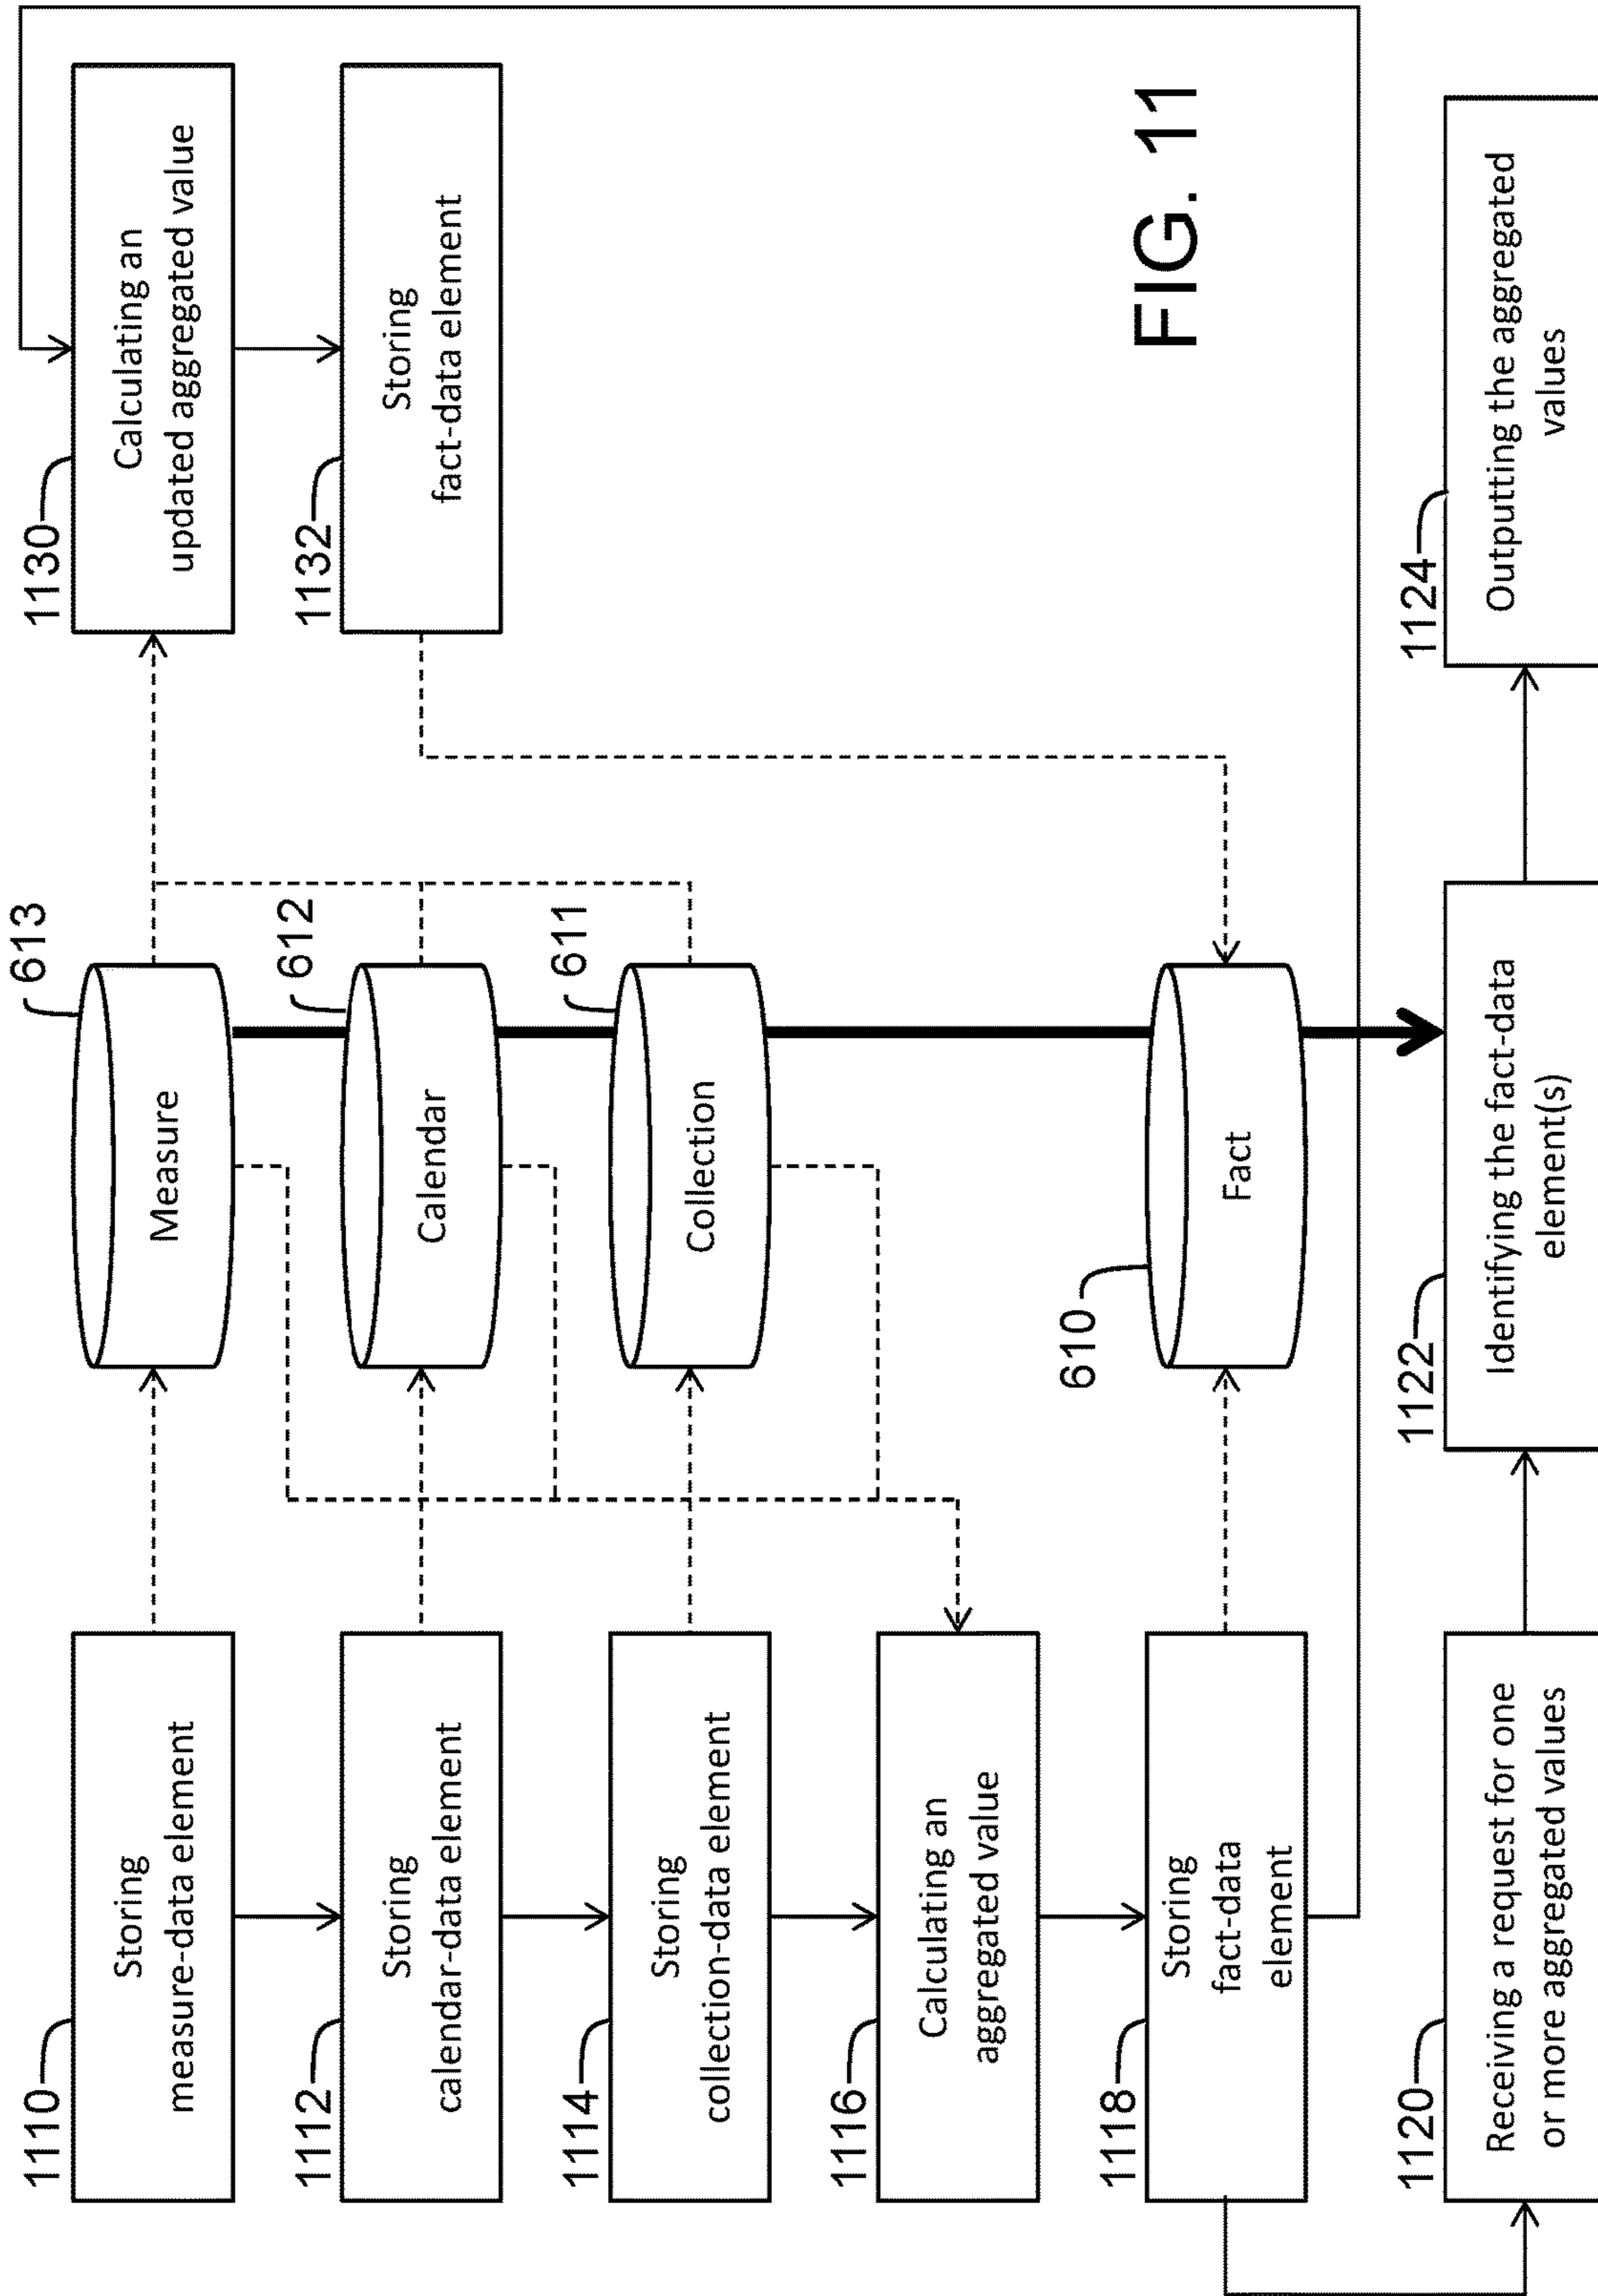 1110
Storing
measure-data element
613
Measure
1130
Calculating an
updated aggregated value
1112
Storing
calendar-data element
612
Calendar
1132
Storing
fact-data element
1114
Storing
collection-data element
611
Collection
1116
Calculating an
aggregated value
1118
Storing
fact-data
element
610
Fact
FIG. 11
1120
Receiving a request for one
or more aggregated values
1122
Identifying the fact-data
element(s)
1124
Outputting the aggregated
values